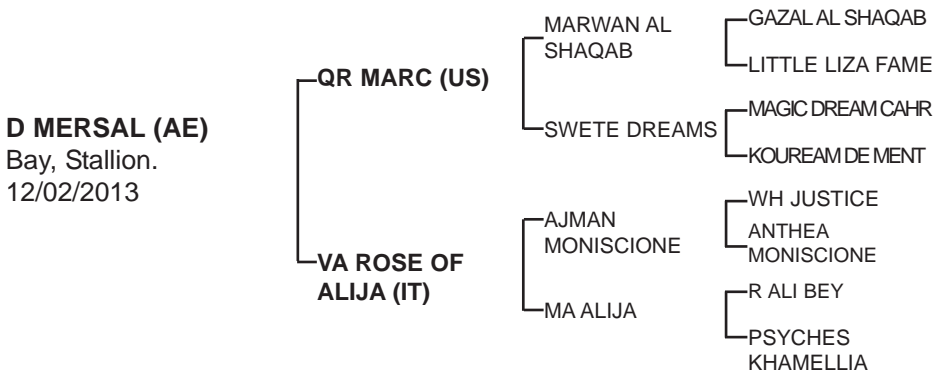 D MERSAL (AE)
Bay, Stallion.
12/02/2013
QR MARC (US)
VA ROSE OF
ALIJA (IT)
MARWAN AL
SHAQAB
SWETE DREAMS
AJMAN
MONISCIONE
MA ALIJA
GAZAL AL SHAQAB
LITTLE LIZA FAME
MAGIC DREAM CAHR
KOUREAM DE MENT
WH JUSTICE
ANTHEA
MONISCIONE
R ALI BEY
PSYCHES
KHAMELLIA